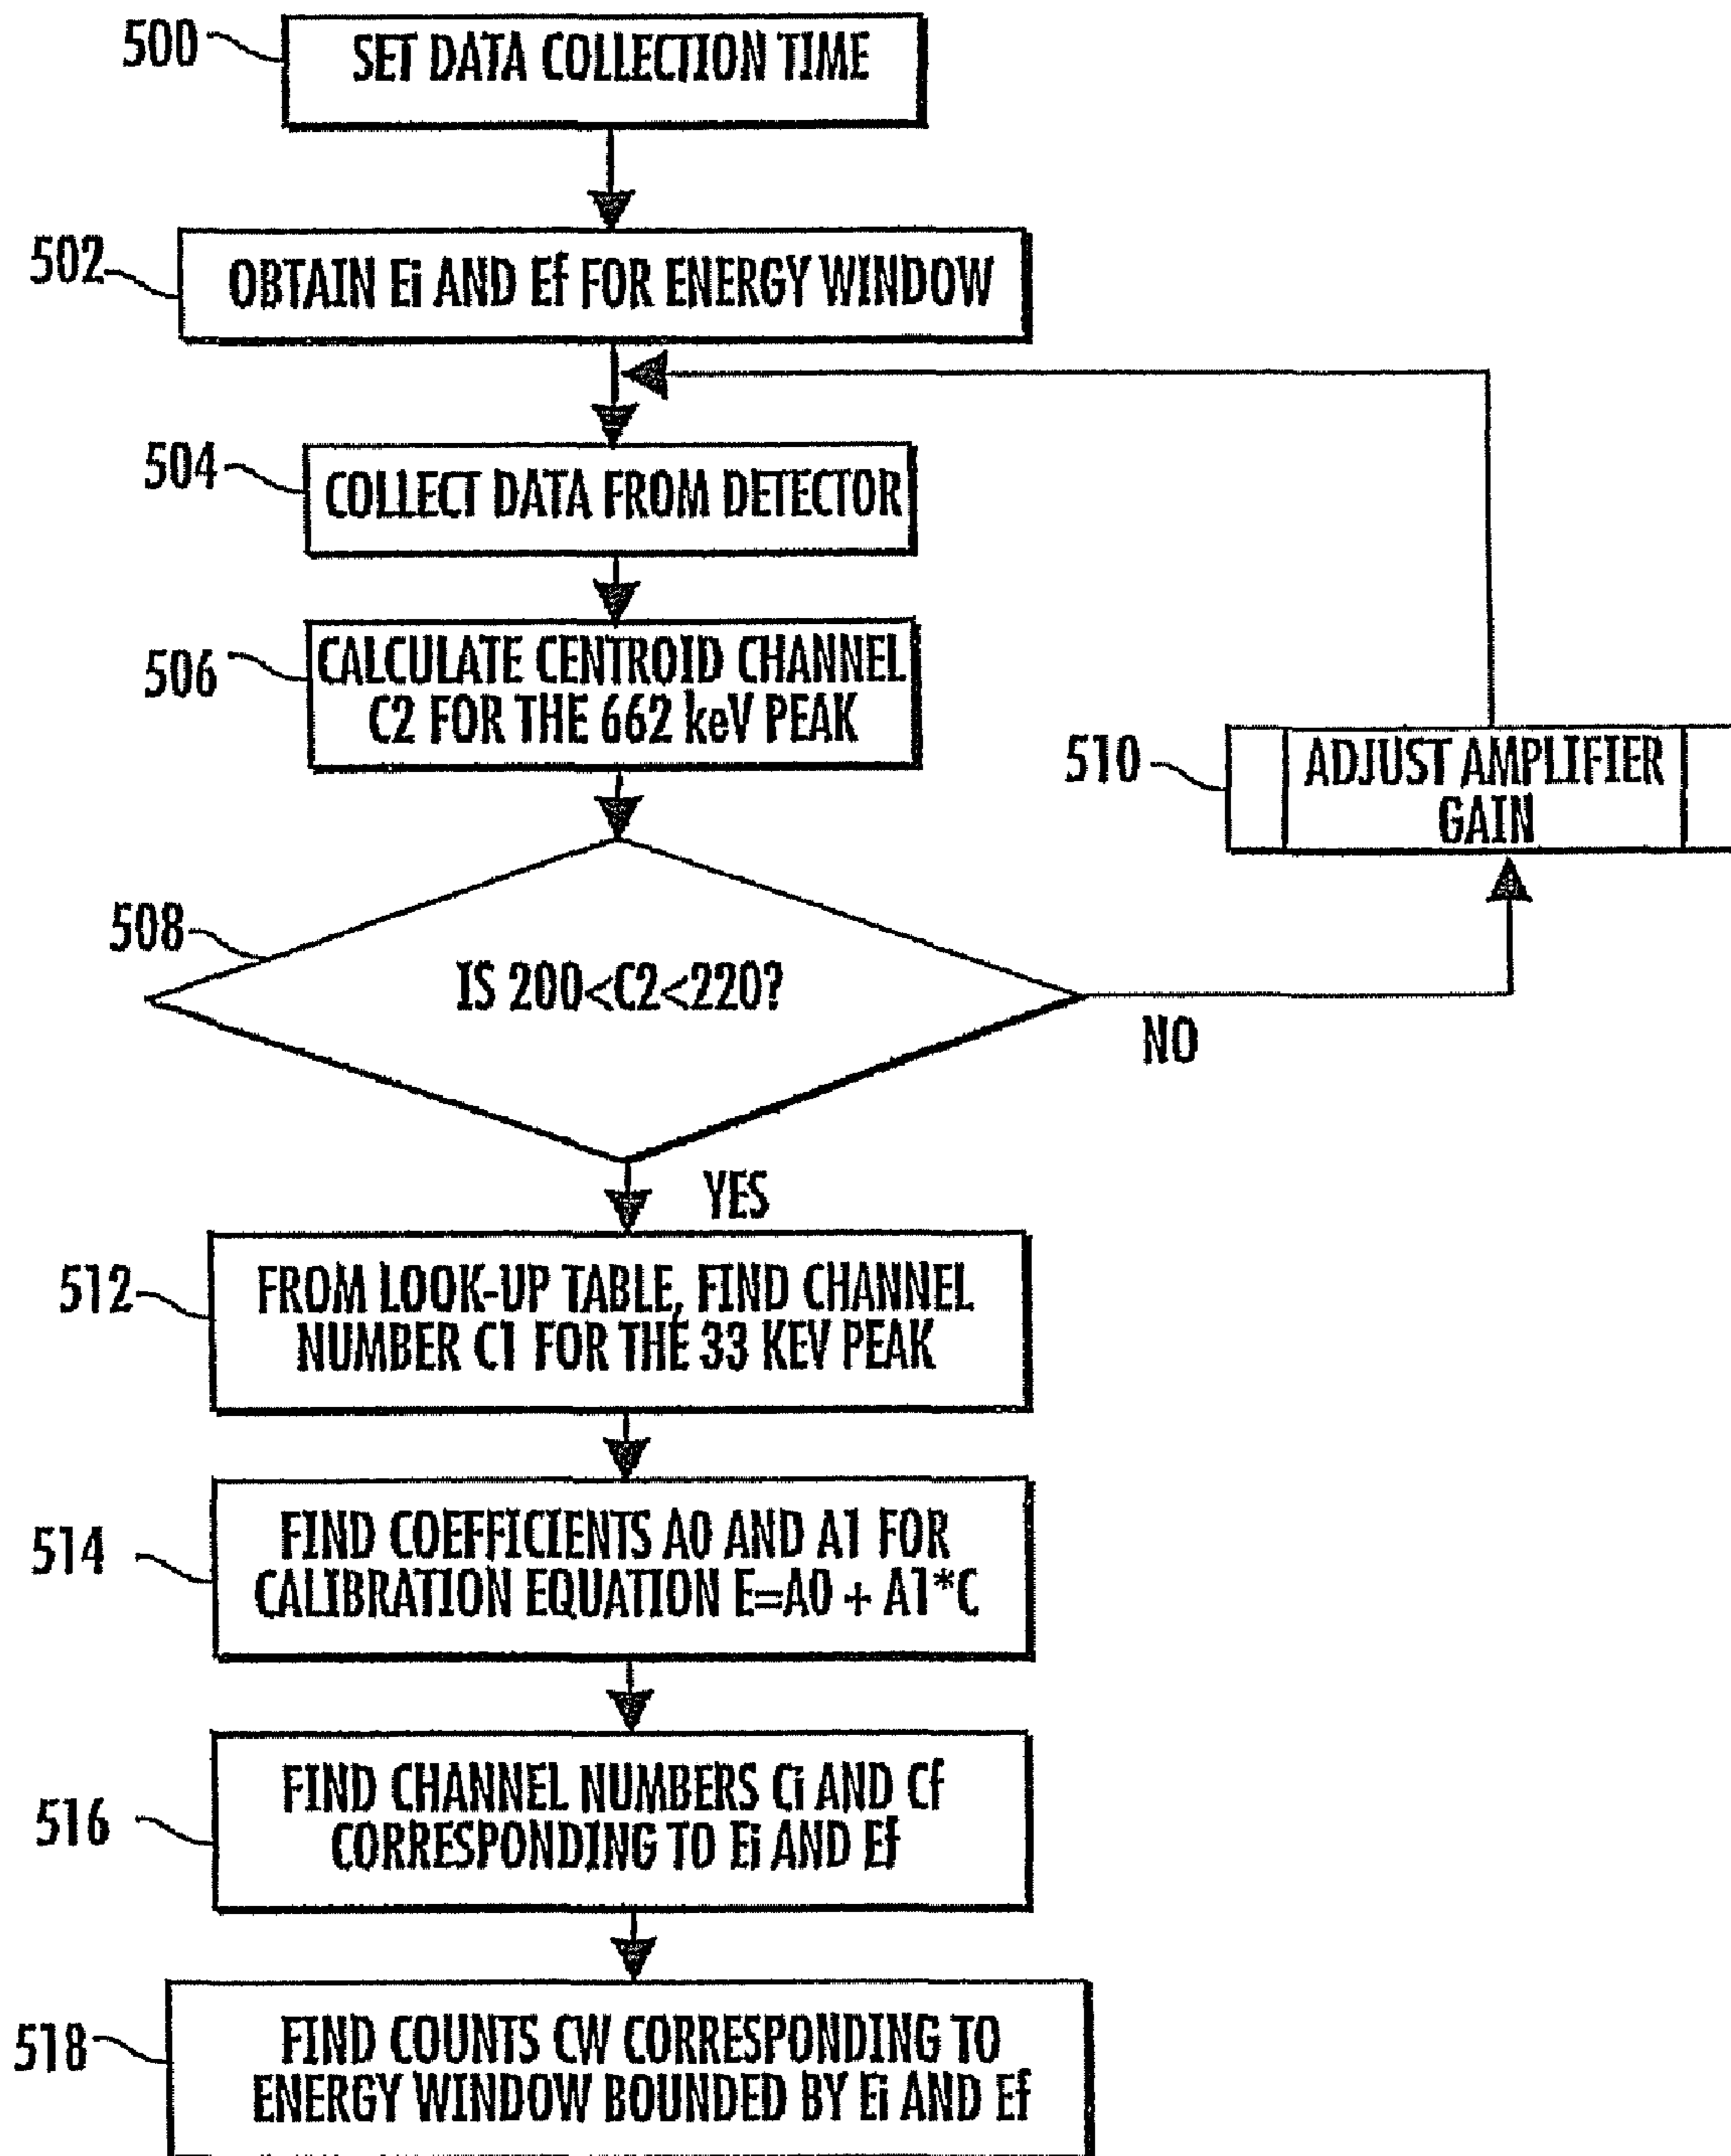 500
SET DATA COLLECTION TIME
502
OBTAIN Ei AND Ef FOR ENERGY WINDOW
504
COLLECT DATA FROM DETECTOR
506
CALCULATE CENTROID CHANNEL
C2 FOR THE 662 keV PEAK
510
ADJUST AMPLIFIER
GAIN
508
IS 200<C2<220?
NO
YES
512
FROM LOOK-UP TABLE, FIND CHANNEL
NUMBER C1 FOR THE 33 KEV PEAK
514
FIND COEFFICIENTS A0 AND A1 FOR
CALIBRATION EQUATION E=A0 + A1*C
516
FIND CHANNEL NUMBERS Ci AND Cf
CORRESPONDING TO Ei AND Ef
518
FIND COUNTS CW CORRESPONDING TO
ENERGY WINDOW BOUNDED BY Ei AND Ef